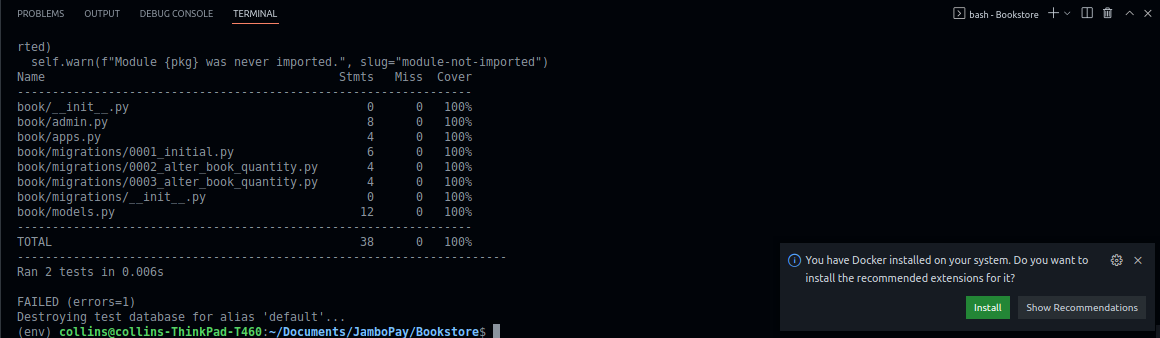 PROBLEMS OUTPUT DEBUG CONSOLE TERMINAL bash - Bookstore
rted)
  self.warn(f"Module {pkg} was never imported.", slug="module-not-imported")
Name                                          Stmts   Miss  Cover
-----------------------------------------------------------------
book/__init__.py                                  0      0   100%
book/admin.py                                     8      0   100%
book/apps.py                                      4      0   100%
book/migrations/0001_initial.py                   6      0   100%
book/migrations/0002_alter_book_quantity.py       4      0   100%
book/migrations/0003_alter_book_quantity.py       4      0   100%
book/migrations/__init__.py                       0      0   100%
book/models.py                                   12      0   100%
-----------------------------------------------------------------
TOTAL                                            38      0   100%
----------------------------------------------------------------------
Ran 2 tests in 0.006s
FAILED (errors=1)
Destroying test database for alias 'default'...
(env) collins@collins-ThinkPad-T460:~/Documents/JamboPay/Bookstore$
You have Docker installed on your system. Do you want to
install the recommended extensions for it?
Install Show Recommendations